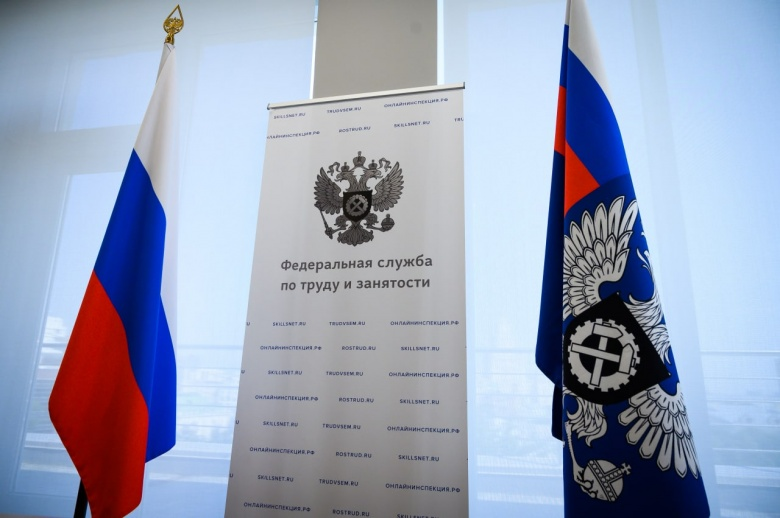 SKILLSNET.RU TRUDVSEM.RU ОНЛАЙНИНСПЕКЦИЯ.РФ
ОНЛАЙНИНСПЕКЦИЯ.РФ ROSTRUD.RU SKILLSNET.RU
Федеральная служба
по труду и занятости
SKILLSNET.RU TRUDVSEM.RU ОНЛАЙНИНСПЕКЦИЯ.РФ
ОНЛАЙНИНСПЕКЦИЯ.РФ ROSTRUD.RU SKILLSNET.RU
SKILLSNET.RU TRUDVSEM.RU ОНЛАЙНИНСПЕКЦИЯ.РФ
ОНЛАЙНИНСПЕКЦИЯ.РФ ROSTRUD.RU SKILLSNET.RU
SKILLSNET.RU TRUDVSEM.RU ОНЛАЙНИНСПЕКЦИЯ.РФ
ОНЛАЙНИНСПЕКЦИЯ.РФ ROSTRUD.RU SKILLSNET.RU
SKILLSNET.RU TRUDVSEM.RU ОНЛАЙНИНСПЕКЦИЯ.РФ
ОНЛАЙНИНСПЕКЦИЯ.РФ ROSTRUD.RU